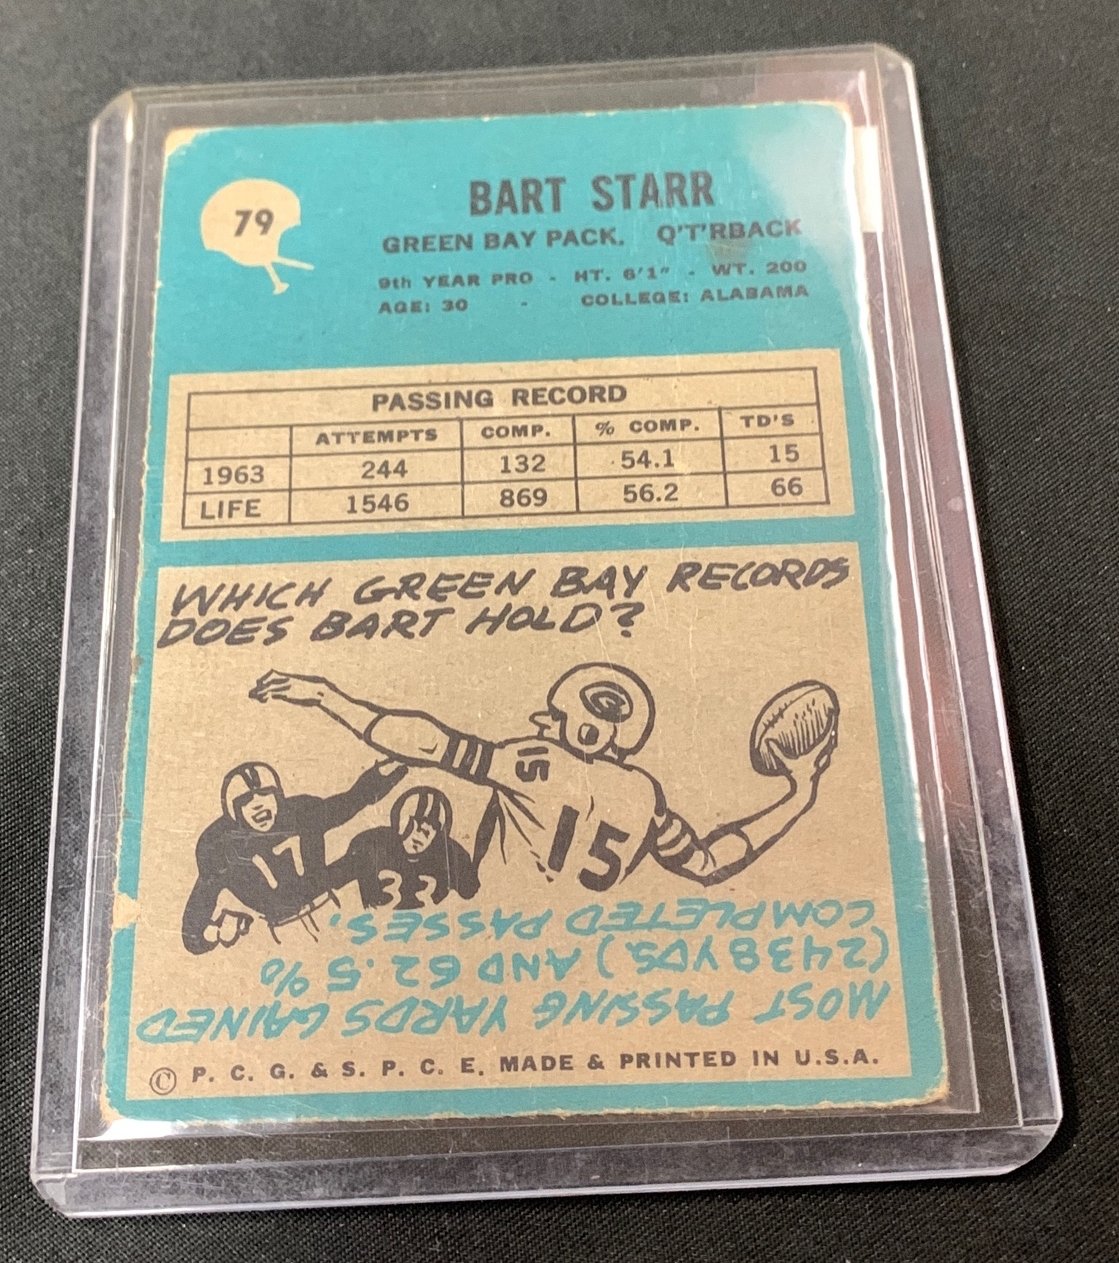 79
BART STARR
GREEN BAY PACK. Q'T'RBACK
9th YEAR PRO - HT. 6'1" - WT. 200
AGE: 30 - COLLEGE: ALABAMA
PASSING RECORD
ATTEMPTS COMP. % COMP. TD'S
1963 244 132 54.1 15
LIFE 1546 869 56.2 66
WHICH GREEN BAY RECORDS
DOES BART HOLD?
G
15
15
17
33
MOST PASSING YARDS GAINED
(2438 YDS.) AND 62.5%
COMPLETED PASSES.
© P. C. G. & S. P. C. E. MADE & PRINTED IN U.S.A.